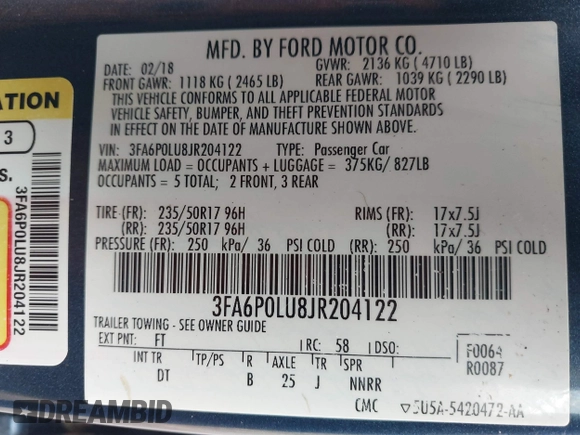 MFD. BY FORD MOTOR CO.
DATE: 02/18 GVWR: 2136 KG ( 4710 LB)
FRONT GAWR: 1118 KG ( 2465 LB) REAR GAWR: 1039 KG ( 2290 LB)
THIS VEHICLE CONFORMS TO ALL APPLICABLE FEDERAL MOTOR
VEHICLE SAFETY, BUMPER, AND THEFT PREVENTION STANDARDS
IN EFFECT ON THE DATE OF MANUFACTURE SHOWN ABOVE.
VIN: 3FA6P0LU8JR204122 TYPE: Passenger Car
MAXIMUM LOAD = OCCUPANTS + LUGGAGE = 375KG/ 827LB
OCCUPANTS = 5 TOTAL; 2 FRONT, 3 REAR
TIRE (FR): 235/50R17 96H RIMS (FR): 17x7.5J
(RR): 235/50R17 96H (RR): 17x7.5J
PRESSURE (FR): 250 kPa/ 36 PSI COLD (RR): 250 kPa/ 36 PSI COLD
3FA6P0LU8JR204122
TRAILER TOWING - SEE OWNER GUIDE
EXT PNT: FT RC: 58 DSO:
INT TR TP/PS R AXLE TR SPR
DT B 25 J NNRR
F0064
R0087
CMC 5U5A-5420472-AA
ATION
13
S.
3FA6P0LU8JR204122
DREAMBID